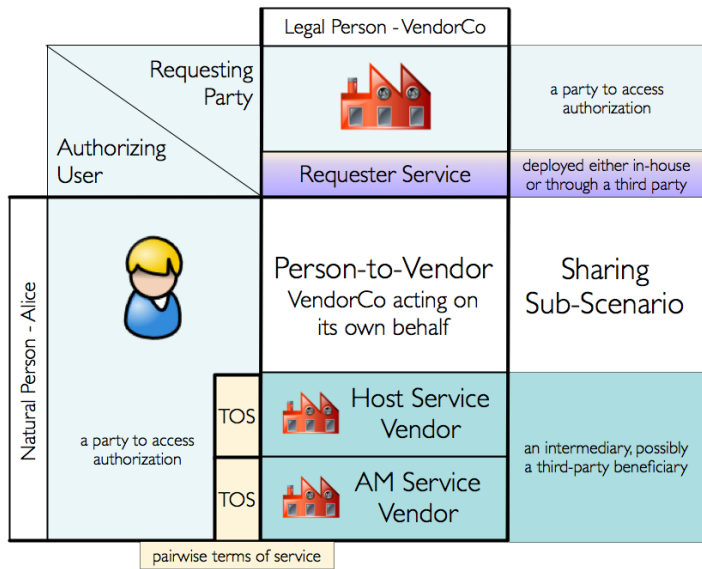 Legal Person - VendorCo
Requesting
Party
Authorizing
User
a party to access
authorization
Requester Service
deployed either in-house
or through a third party
Natural Person - Alice
Person-to-Vendor
VendorCo acting on
its own behalf
Sharing
Sub-Scenario
a party to access
authorization
TOS
Host Service
Vendor
TOS
AM Service
Vendor
an intermediary, possibly
a third-party beneficiary
pairwise terms of service